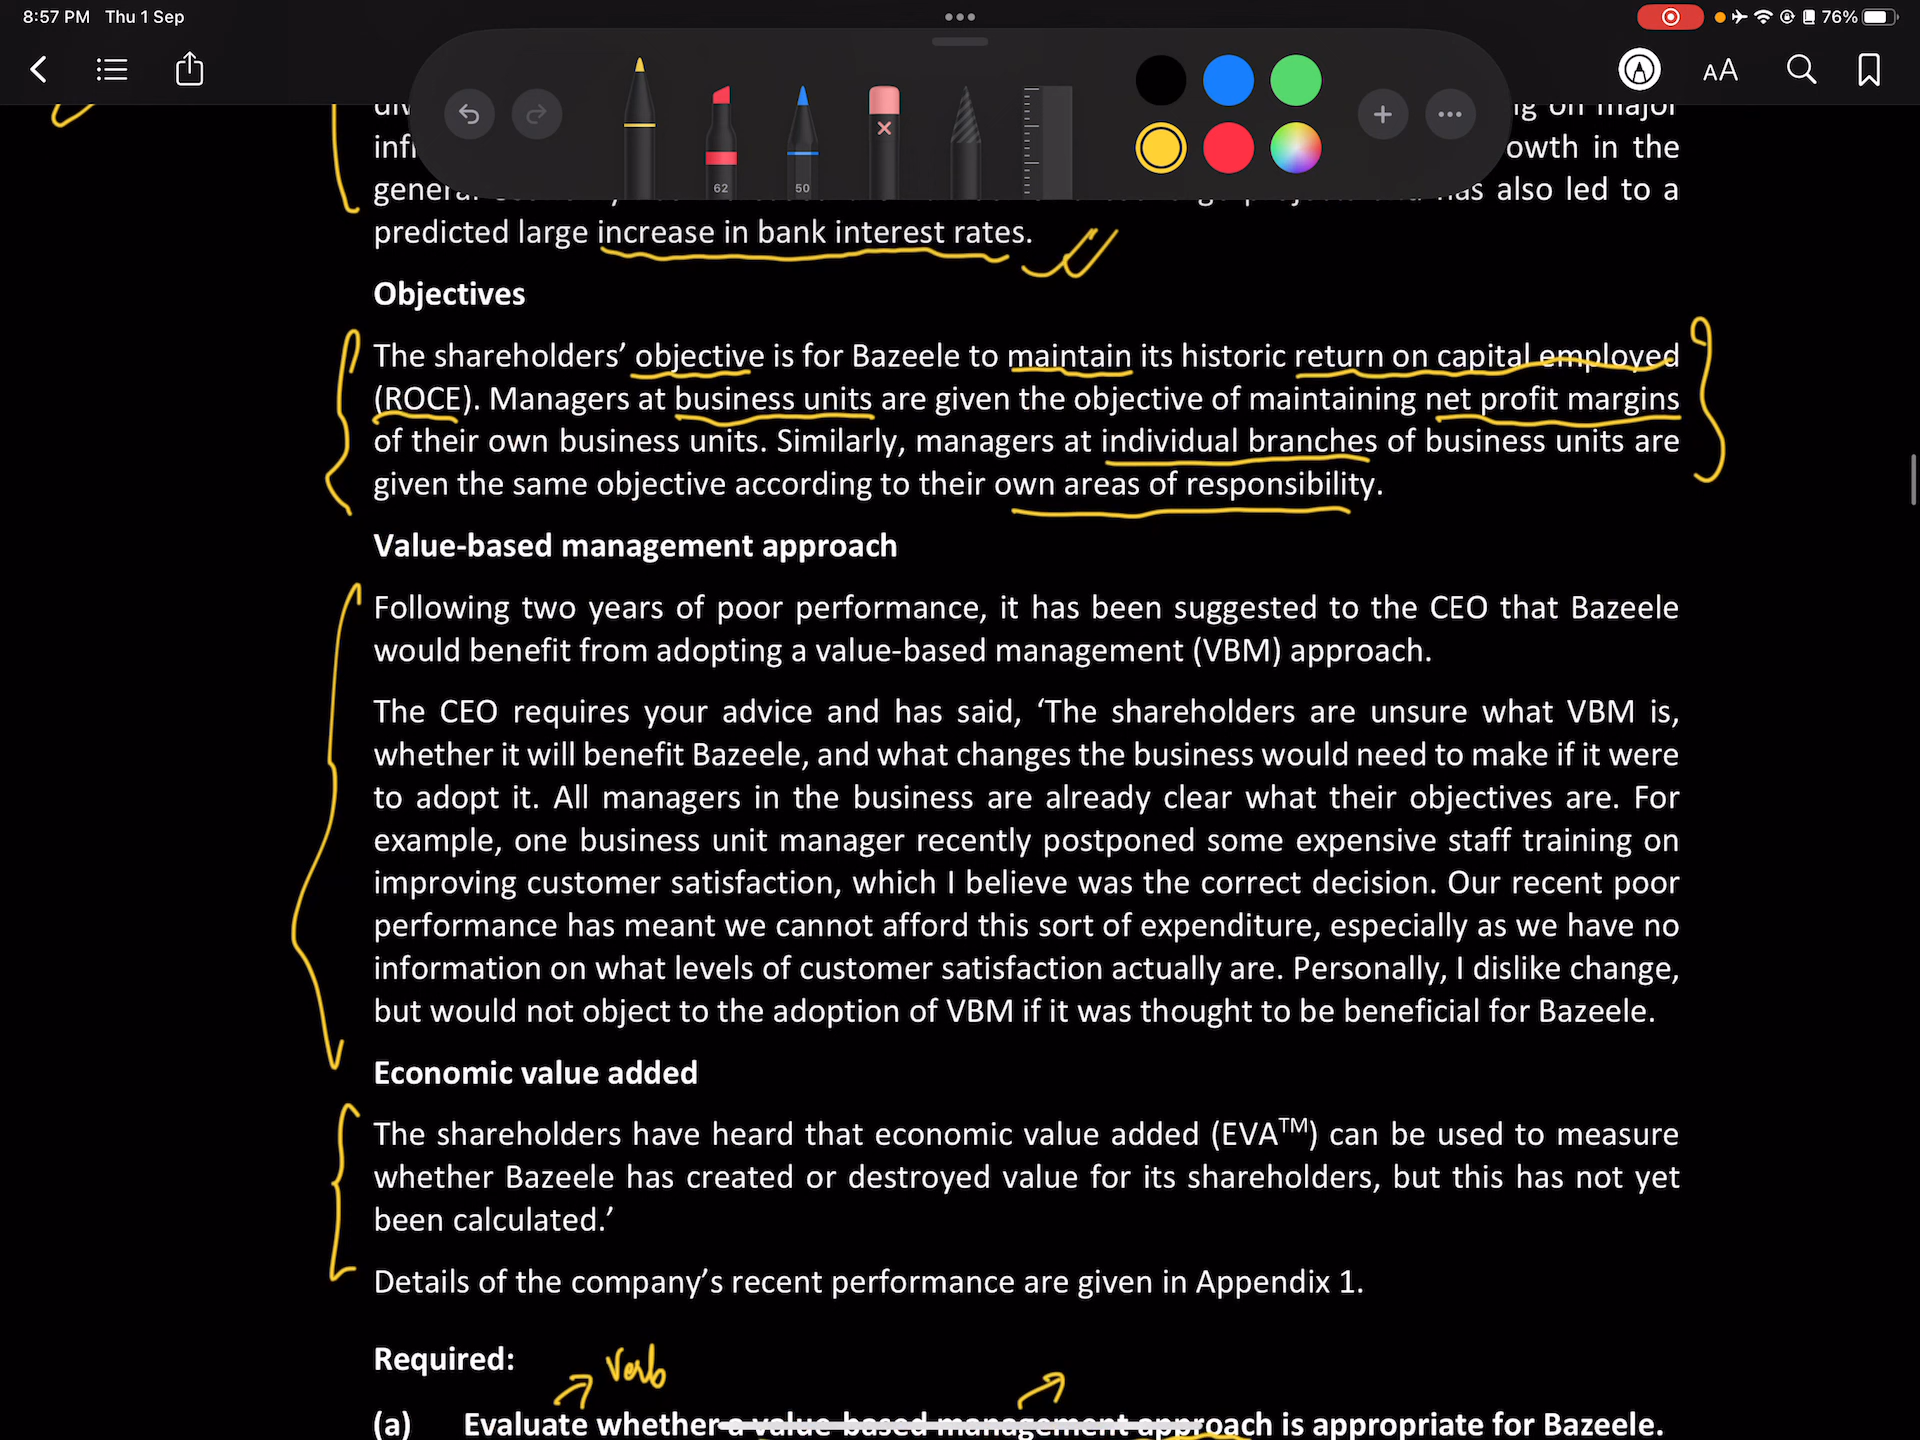 8:57 PM Thu 1 Sep
76%
AA
62
50
infl
owth in the
has also led to a
predicted large increase in bank interest rates.
Objectives
The shareholders’ objective is for Bazeele to maintain its historic return on capital employed
(ROCE). Managers at business units are given the objective of maintaining net profit margins
of their own business units. Similarly, managers at individual branches of business units are
given the same objective according to their own areas of responsibility.
Value-based management approach
Following two years of poor performance, it has been suggested to the CEO that Bazeele
would benefit from adopting a value-based management (VBM) approach.
The CEO requires your advice and has said, ‘The shareholders are unsure what VBM is,
whether it will benefit Bazeele, and what changes the business would need to make if it were
to adopt it. All managers in the business are already clear what their objectives are. For
example, one business unit manager recently postponed some expensive staff training on
improving customer satisfaction, which I believe was the correct decision. Our recent poor
performance has meant we cannot afford this sort of expenditure, especially as we have no
information on what levels of customer satisfaction actually are. Personally, I dislike change,
but would not object to the adoption of VBM if it was thought to be beneficial for Bazeele.
Economic value added
The shareholders have heard that economic value added (EVA™) can be used to measure
whether Bazeele has created or destroyed value for its shareholders, but this has not yet
been calculated.’
Details of the company’s recent performance are given in Appendix 1.
Required:
Verb
(a) Evaluate whether a value-based management approach is appropriate for Bazeele.